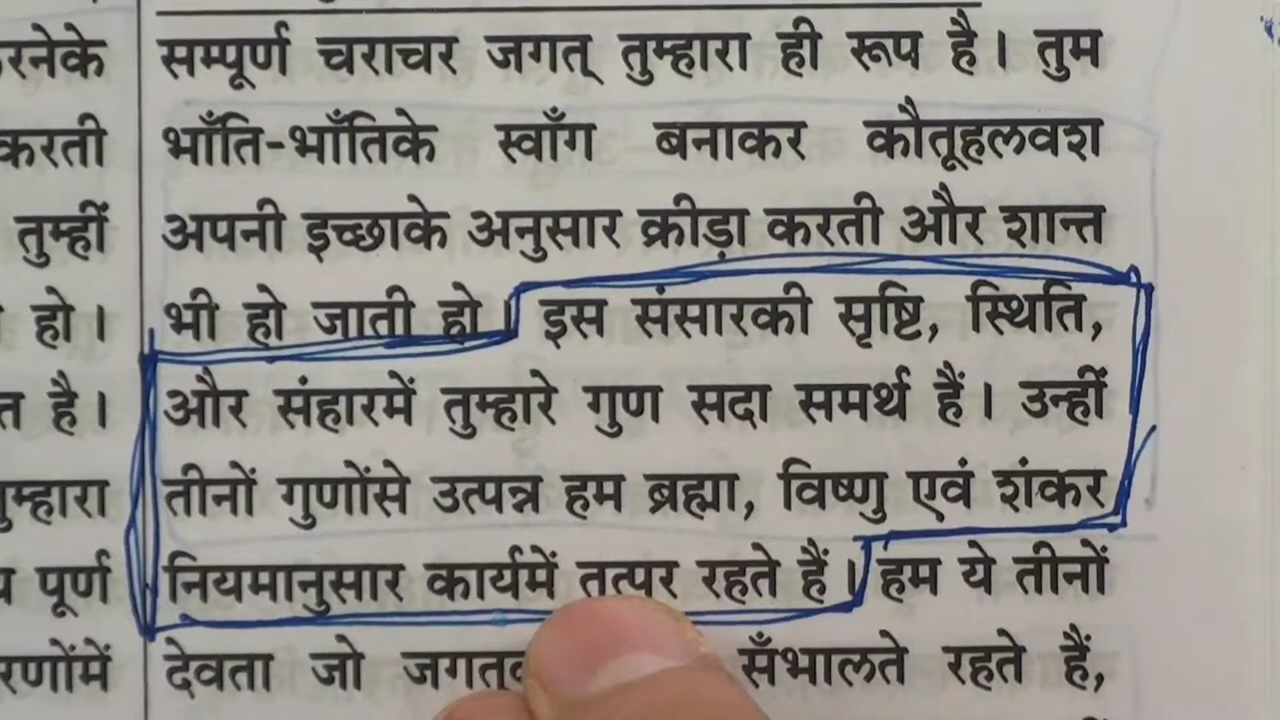 सम्पूर्ण चराचर जगत् तुम्हारा ही रूप है। तुम
भाँति-भाँतिके स्वाँग बनाकर कौतूहलवश
अपनी इच्छाके अनुसार क्रीड़ा करती और शान्त
भी हो जाती हो। इस संसारकी सृष्टि, स्थिति,
और संहारमें तुम्हारे गुण सदा समर्थ हैं। उन्हीं
तीनों गुणोंसे उत्पन्न हम ब्रह्मा, विष्णु एवं शंकर
नियमानुसार कार्यमें तत्पर रहते हैं। हम ये तीनों
देवता जो सँभालते रहते हैं,
करती
तुम्हीं
हो।
है।
पूर्ण